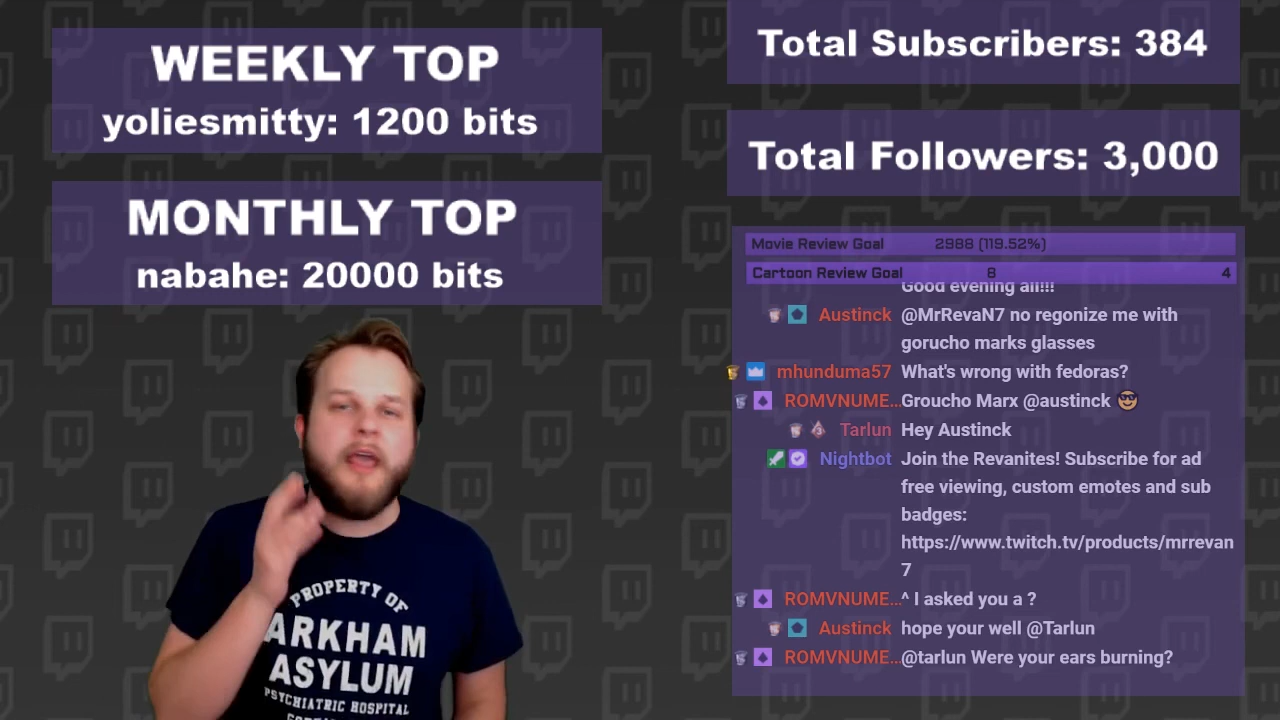 WEEKLY TOP
yoliesmitty: 1200 bits
MONTHLY TOP
nabahe: 20000 bits
PROPERTY OF
ARKHAM
ASYLUM
PSYCHIATRIC HOSPITAL
Total Subscribers: 384
Total Followers: 3,000
Movie Review Goal 2988 (119.52%)
Cartoon Review Goal 8 4
Good evening all!!!
Austinck @MrRevaN7 no regonize me with
gorucho marks glasses
mhunduma57 What's wrong with fedoras?
ROMVNUME... Groucho Marx @austinck 😎
Tarlun Hey Austinck
Nightbot Join the Revanites! Subscribe for ad
free viewing, custom emotes and sub
badges:
https://www.twitch.tv/products/mrrevan
7
ROMVNUME... ^ I asked you a ?
Austinck hope your well @Tarlun
ROMVNUME... @tarlun Were your ears burning?